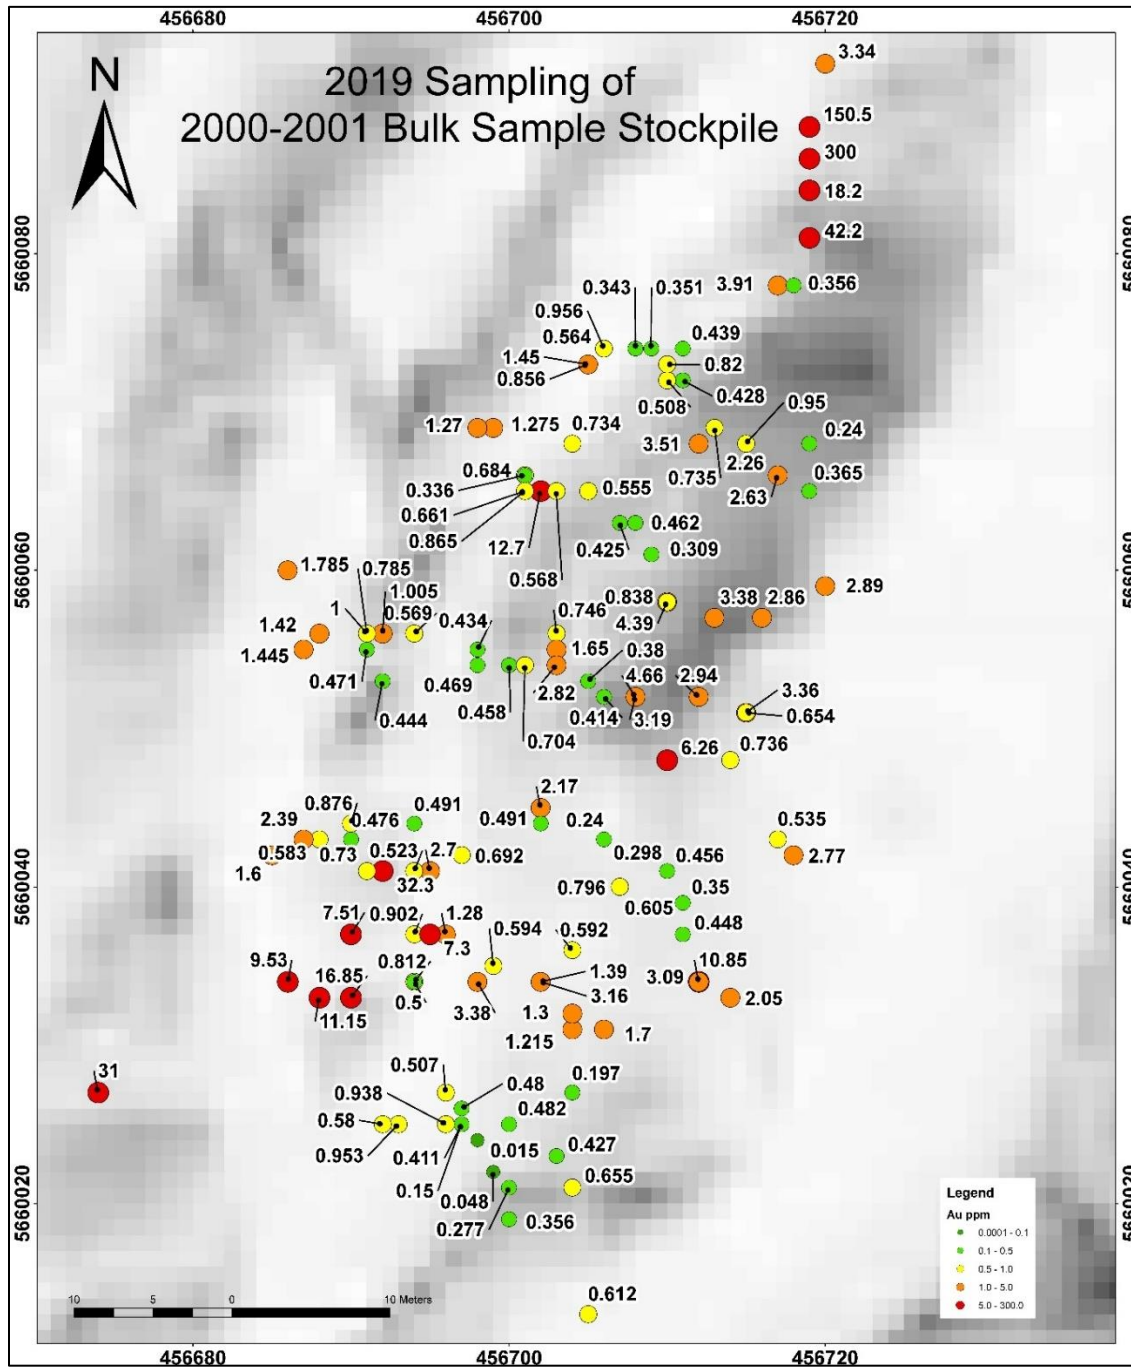 456680 456700 456720
N
2019 Sampling of
2000-2001 Bulk Sample Stockpile
3.34
150.5
300
18.2
42.2
5660080 5660080
0.343 0.351 3.91 0.356
0.956
0.564 0.439
1.45 0.82
0.856
0.428
0.508 0.95
1.27 1.275 0.734 0.24
3.51
0.684 0.735 2.26 0.365
0.336 2.63
0.661 0.555
0.865 0.462
12.7 0.425
0.309
0.568
5660060 5660060
1.785 0.785
1.005 0.838 2.89
1 0.569 0.434 0.746 3.38 2.86
1.42 4.39
1.445 1.65 0.38
0.471 0.469 4.66 2.94
2.82 3.36
0.444 0.458 0.414 3.19 0.654
0.704 6.26 0.736
2.17
0.876 0.491
2.39 0.476 0.491 0.24 0.535
0.583 0.73 0.523 2.7 0.692 0.298 0.456 2.77
1.6 32.3
5660040 5660040
0.796 0.35
7.51 0.902 1.28 0.605
0.594 0.592 0.448
7.3
9.53 16.85 0.812 1.39 10.85
3.09
0.5 3.16 2.05
11.15 3.38 1.3
1.215 1.7
31 0.507 0.197
0.938 0.48
0.58 0.482
0.953 0.411 0.015 0.427
0.15 0.655
0.048
5660020 5660020
0.277 0.356
Legend
Au ppm
0.0001 - 0.1
0.1 - 0.5
0.5 - 1.0
1.0 - 5.0
5.0 - 300.0
0.612
10 5 0 10 Meters
456680 456700 456720